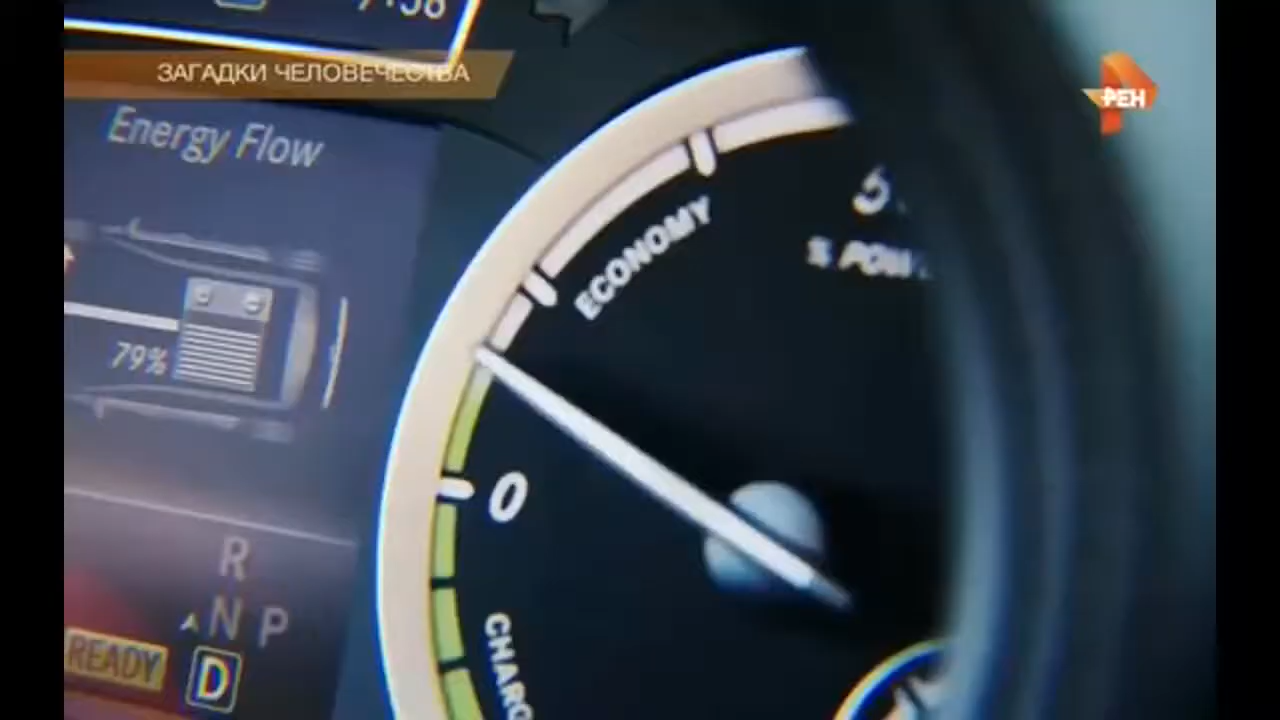 ЗАГАДКИ ЧЕЛОВЕЧЕСТВА
РЕН
Energy Flow
ECONOMY
79%
0
R
N P
READY
D